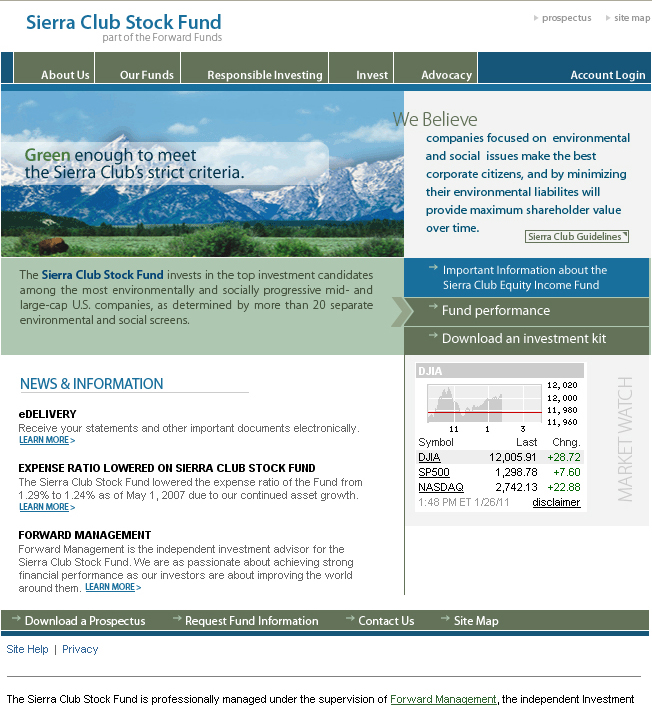 Sierra Club Stock Fund
part of the Forward Funds
prospectus
site map
About Us
Our Funds
Responsible Investing
Invest
Advocacy
Account Login
Green enough to meet
the Sierra Club's strict criteria.
We Believe
companies focused on environmental
and social issues make the best
corporate citizens, and by minimizing
their environmental liabilites will
provide maximum shareholder value
over time.
Sierra Club Guidelines
The Sierra Club Stock Fund invests in the top investment candidates
among the most environmentally and socially progressive mid- and
large-cap U.S. companies, as determined by more than 20 separate
environmental and social screens.
Important Information about the
Sierra Club Equity Income Fund
Fund performance
Download an investment kit
NEWS & INFORMATION
eDELIVERY
Receive your statements and other important documents electronically.
LEARN MORE >
EXPENSE RATIO LOWERED ON SIERRA CLUB STOCK FUND
The Sierra Club Stock Fund lowered the expense ratio of the Fund from
1.29% to 1.24% as of May 1, 2007 due to our continued asset growth.
LEARN MORE >
FORWARD MANAGEMENT
Forward Management is the independent investment advisor for the
Sierra Club Stock Fund. We are as passionate about achieving strong
financial performance as our investors are about improving the world
around them. LEARN MORE >
DJIA
12,020
12,000
11,980
11,960
11 1 3
Symbol Last Chng.
DJIA 12,005.91 +28.72
SP500 1,298.78 +7.60
NASDAQ 2,742.13 +22.88
1:48 PM ET 1/26/11 disclaimer
MARKET WATCH
Download a Prospectus
Request Fund Information
Contact Us
Site Map
Site Help | Privacy
The Sierra Club Stock Fund is professionally managed under the supervision of Forward Management, the independent Investment